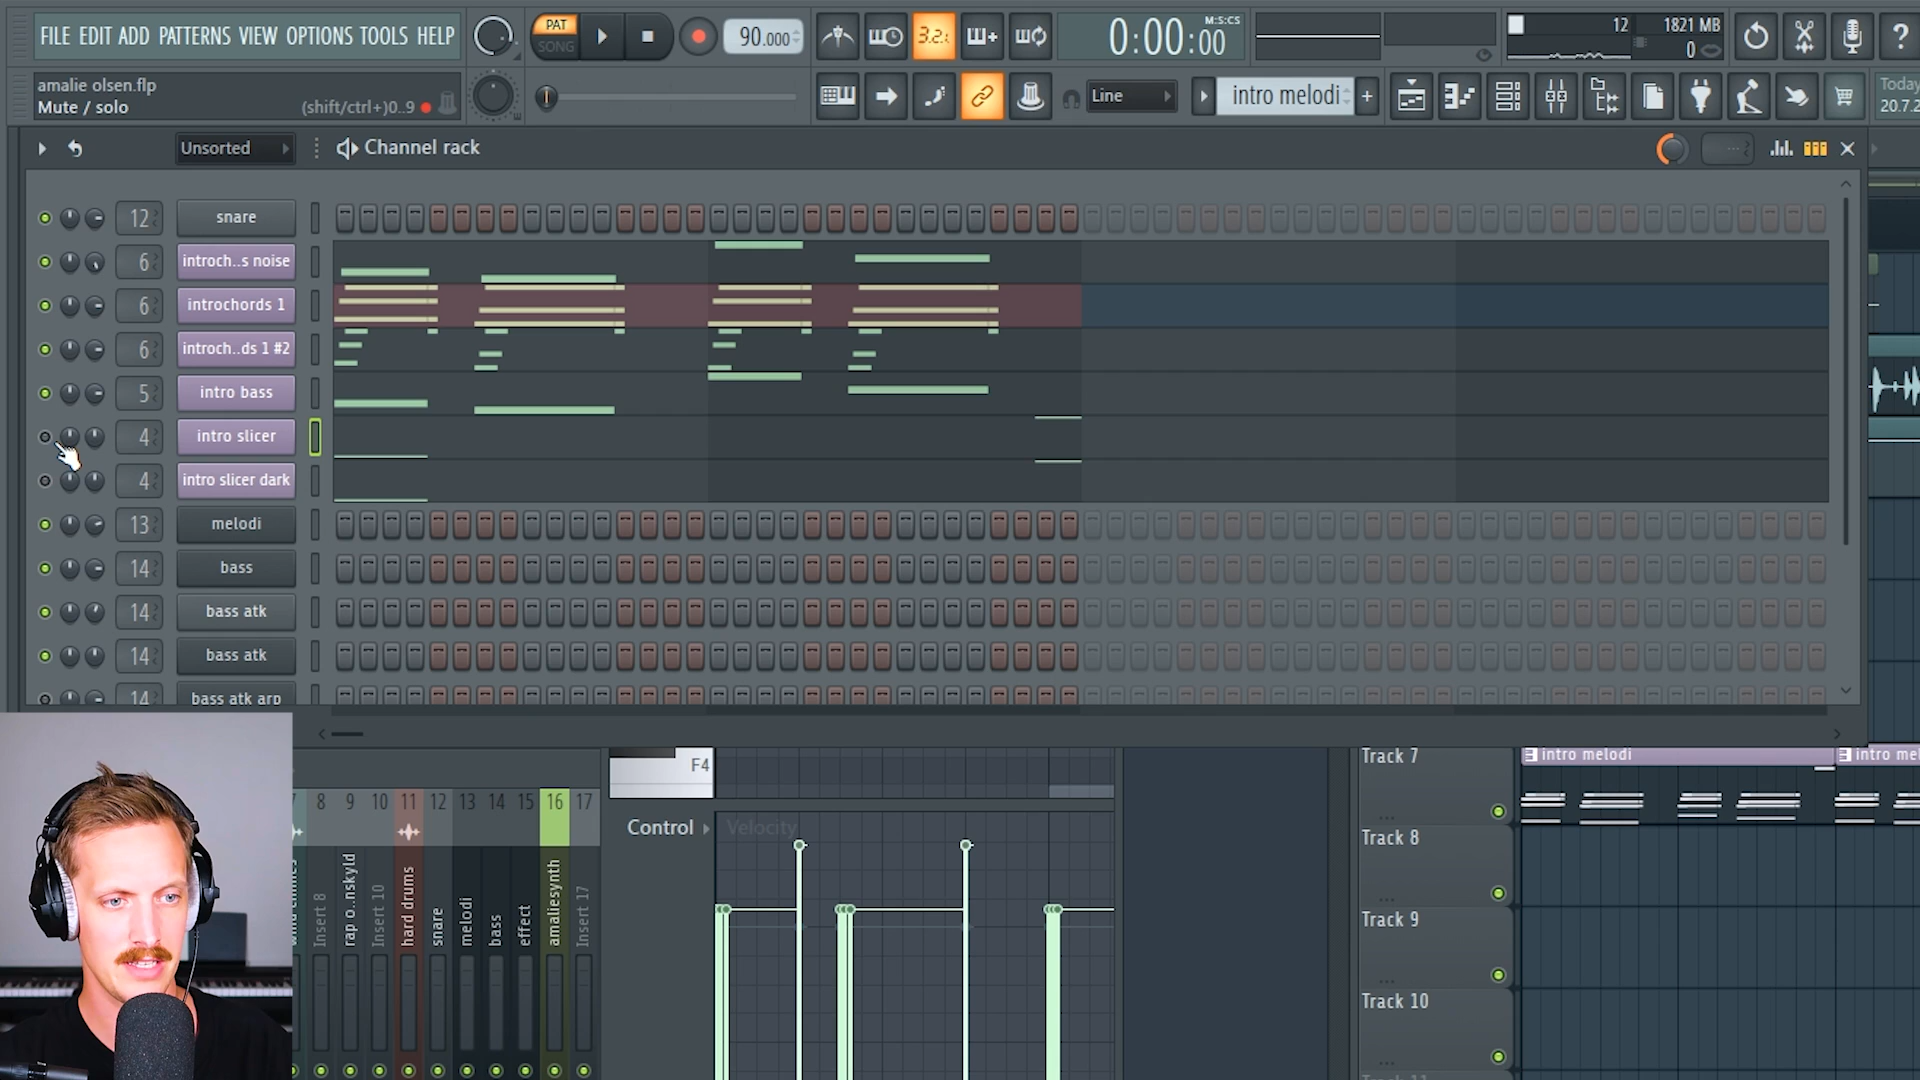 FILE EDIT ADD PATTERNS VIEW OPTIONS TOOLS HELP
PAT
SONG
90.000
3.2.
0:00:00
M:S:CS
12
1821 MB
0
?
amalie olsen.flp
Mute / solo
(shift/ctrl+)0..9
Line
intro melodi
+
Today
20.7.2
Unsorted
Channel rack
12 snare
6 introch..s noise
6 introchords 1
6 introch..ds 1 #2
5 intro bass
4 intro slicer
4 intro slicer dark
13 melodi
14 bass
14 bass atk
14 bass atk
14 bass atk arp
F4
Control
Velocity
7 8 9 10 11 12 13 14 15 16 17
Insert 8
rap o..nskyld
Insert 10
hard drums
snare
melodi
bass
effect
amaliesynth
Insert 17
Track 7
intro melodi
intro mel
Track 8
Track 9
Track 10